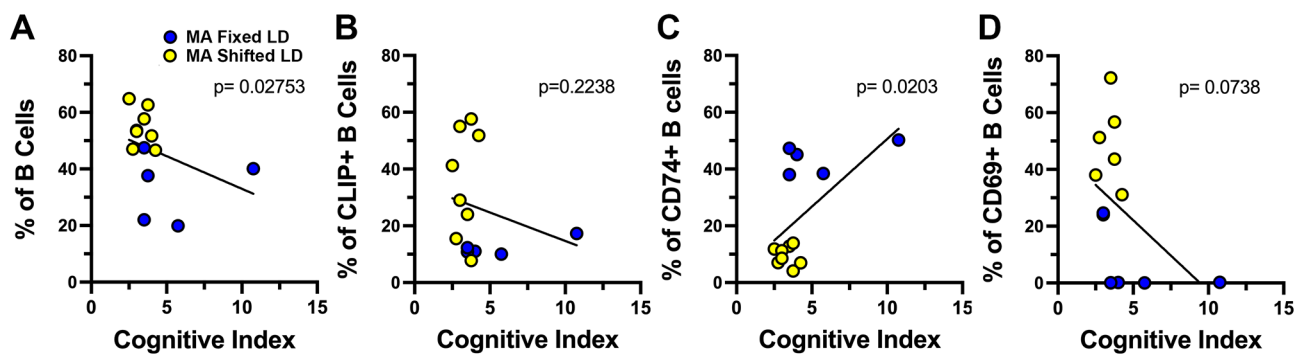 A
MA Fixed LD
MA Shifted LD
% of B Cells
80
60
40
20
0
0 5 10 15
p= 0.02753
Cognitive Index
B
% of CLIP+ B Cells
80
60
40
20
0
0 5 10 15
p=0.2238
Cognitive Index
C
% of CD74+ B cells
80
60
40
20
0
0 5 10 15
p= 0.0203
Cognitive Index
D
% of CD69+ B Cells
80
60
40
20
0
0 5 10 15
p= 0.0738
Cognitive Index